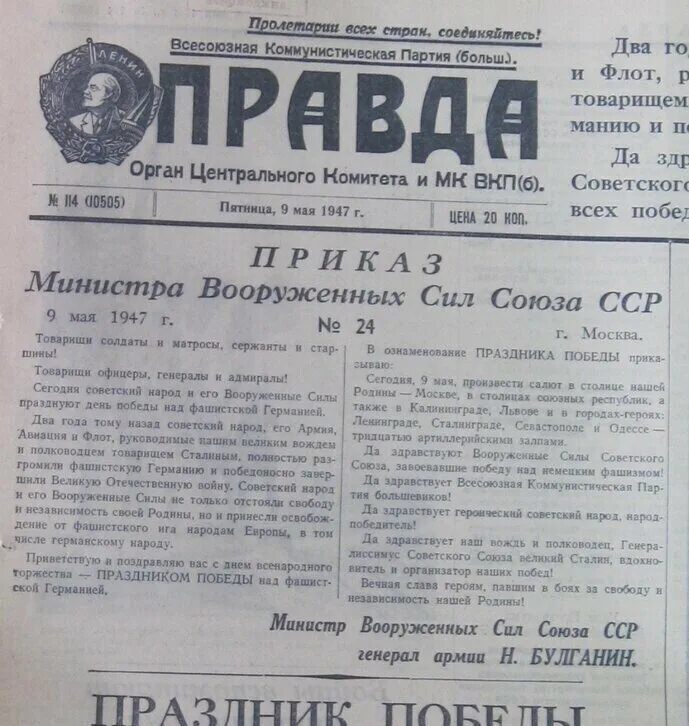 Пролетарии всех стран, соединяйтесь!
Всесоюзная Коммунистическая Партия (больш.).
ЛЕНИН
ПРАВДА
Орган Центрального Комитета и МК ВКП(б).
№ 114 (10505)
Пятница, 9 мая 1947 г.
ЦЕНА 20 КОП.
Два го
и Флот, р
товарищем
манию и по
Да здр
Советского
всех побед
ПРИКАЗ
Министра Вооруженных Сил Союза ССР
9 мая 1947 г.
№ 24
г. Москва.
Товарищи солдаты и матросы, сержанты и стар-
шины!
Товарищи офицеры, генералы и адмиралы!
Сегодня советский народ и его Вооруженные Силы
празднуют день победы над фашистской Германией.
Два года тому назад советский народ, его Армия,
Авиация и Флот, руководимые нашим великим вождем
и полководцем товарищем Сталиным, полностью раз-
громили фашистскую Германию и победоносно завер-
шили Великую Отечественную войну. Советский народ
и его Вооруженные Силы не только отстояли свободу
и независимость своей Родины, но и принесли освобож-
дение от фашистского ига народам Европы, в том
числе германскому народу.
Приветствую и поздравляю вас с днем всенародного
торжества — ПРАЗДНИКОМ ПОБЕДЫ над фашист-
ской Германией.
В ознаменование ПРАЗДНИКА ПОБЕДЫ приказы-
ваю:
Сегодня, 9 мая, произвести салют в столице нашей
Родины — Москве, в столицах союзных республик, а
также в Калининграде, Львове и в городах-героях:
Ленинграде, Сталинграде, Севастополе и Одессе —
тридцатью артиллерийскими залпами.
Да здравствуют Вооруженные Силы Советского
Союза, завоевавшие победу над немецким фашизмом!
Да здравствует Всесоюзная Коммунистическая Пар-
тия большевиков!
Да здравствует героический советский народ, народ-
победитель!
Да здравствует наш вождь и полководец, Генера-
лиссимус Советского Союза великий Сталин, вдохно-
витель и организатор наших побед!
Вечная слава героям, павшим в боях за свободу и
независимость нашей Родины!
Министр Вооруженных Сил Союза ССР
генерал армии Н. БУЛГАНИН.
ПРАЗДНИК ПОБЕДЫ